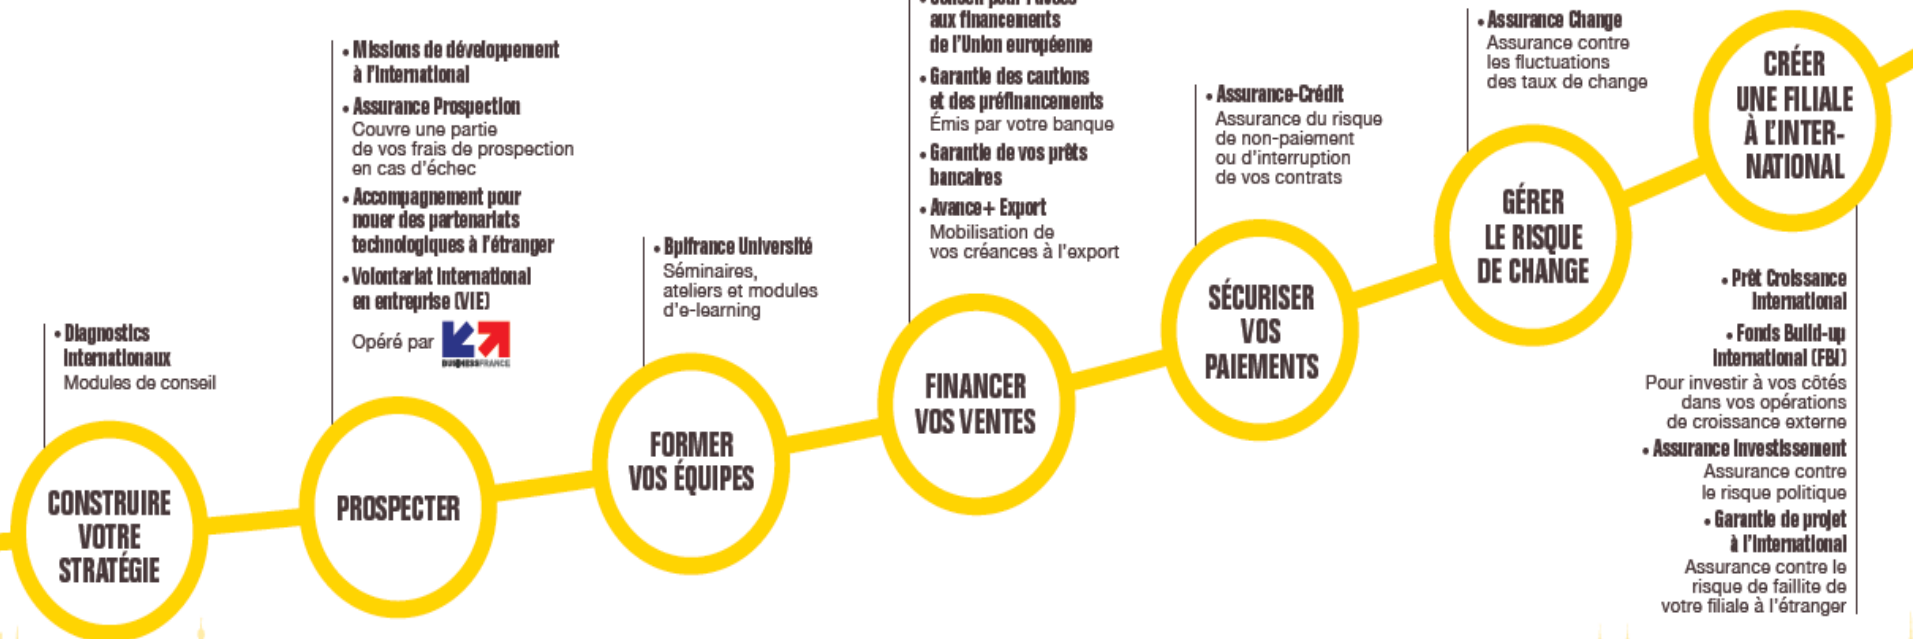 • Diagnostics
Internationaux
Modules de conseil
CONSTRUIRE
VOTRE
STRATÉGIE
• Missions de développement
à l'international
• Assurance Prospection
Couvre une partie
de vos frais de prospection
en cas d'échec
• Accompagnement pour
nouer des partenariats
technologiques à l'étranger
• Volontariat International
en entreprise (VIE)
Opéré par
BUSINESSFRANCE
PROSPECTER
• Bpifrance Université
Séminaires,
ateliers et modules
d'e-learning
FORMER
VOS ÉQUIPES
aux financements
de l'Union européenne
• Garantie des cautions
et des préfinancements
Émis par votre banque
• Garantie de vos prêts
bancaires
• Avance+ Export
Mobilisation de
vos créances à l'export
FINANCER
VOS VENTES
• Assurance-Crédit
Assurance du risque
de non-paiement
ou d'interruption
de vos contrats
SÉCURISER
VOS
PAIEMENTS
• Assurance Change
Assurance contre
les fluctuations
des taux de change
GÉRER
LE RISQUE
DE CHANGE
CRÉER
UNE FILIALE
À L'INTER-
NATIONAL
• Prêt Croissance
International
• Fonds Build-up
International (FBI)
Pour investir à vos côtés
dans vos opérations
de croissance externe
• Assurance Investissement
Assurance contre
le risque politique
• Garantie de projet
à l'international
Assurance contre le
risque de faillite de
votre filiale à l'étranger